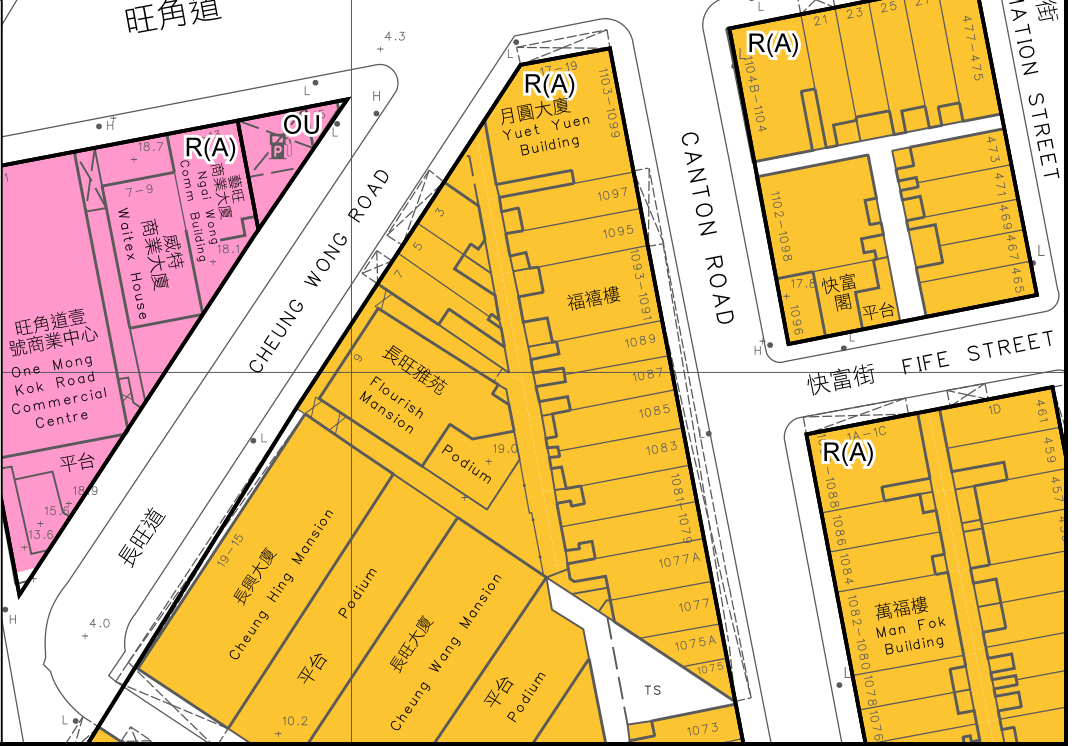 旺角道
4.3
L
H
H
L
L
OU
R(A)
18.7
P
7-9
藝旺
商業大廈
Ngai Wong
Comm Building
18.1
威特
商業大廈
Waitex House
旺角道壹
號商業中心
One Mong
Kok Road
Commercial
Centre
平台
18.9
15.6
13.6
H
4.0
L
長旺道
CHEUNG WONG ROAD
L
L
17-19
R(A)
月圓大廈
Yuet Yuen
Building
1103-1099
1097
1095
1093-1091
福禧樓
1089
1087
1085
1083
1081-1079
1077A
1077
1075A
1075
1073
TS
3
5
7
9
長旺雅苑
Flourish
Mansion
Podium
19.0
19-15
長興大廈
Cheung Hing Mansion
平台
Podium
長旺大廈
Cheung Wang Mansion
平台
Podium
10.2
CANTON ROAD
L
L
R(A)
21
23
25
27
477-475
1104B-1104
473
471
469
467
465
1102-1098
17.8
1096
快富
閣
平台
H
L
L
街
MATION STREET
快富街
FIFE STREET
1A-1C
1D
R(A)
461
459
457
1088
1086
1084
1082-1080
1078
1076
萬福樓
Man Fok
Building
L